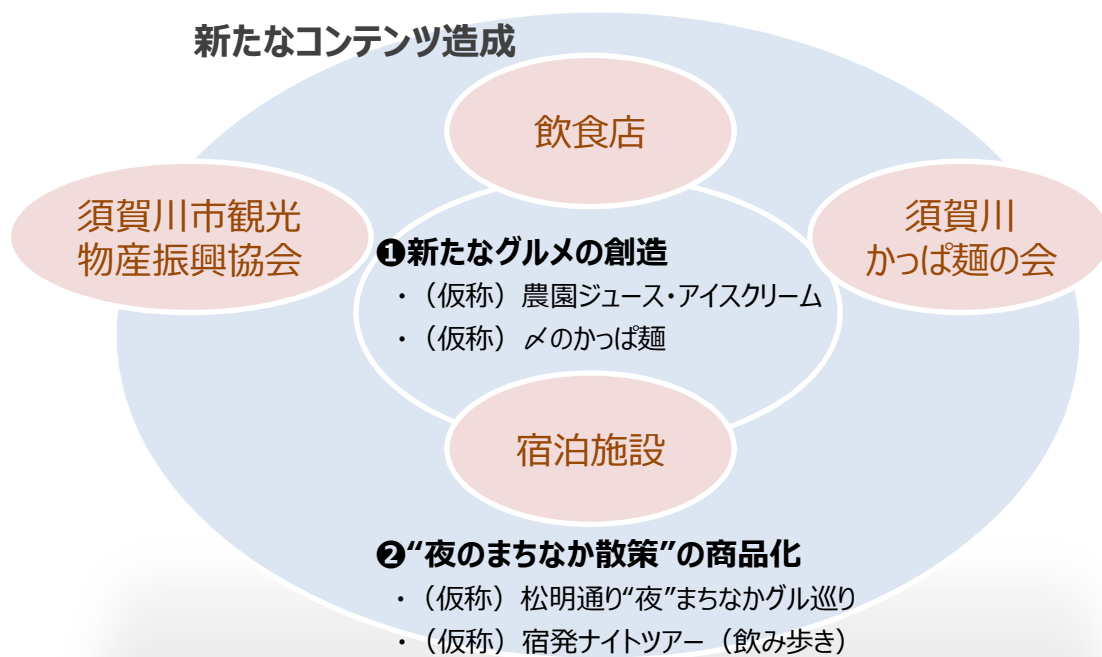 新たなコンテンツ造成
飲食店
須賀川市観光
物産振興協会
須賀川
かっぱ麺の会
❶新たなグルメの創造
・（仮称）農園ジュース・アイスクリーム
・（仮称）〆のかっぱ麺
宿泊施設
❷“夜のまちなか散策”の商品化
・（仮称）松明通り“夜”まちなかグル巡り
・（仮称）宿発ナイトツアー（飲み歩き）